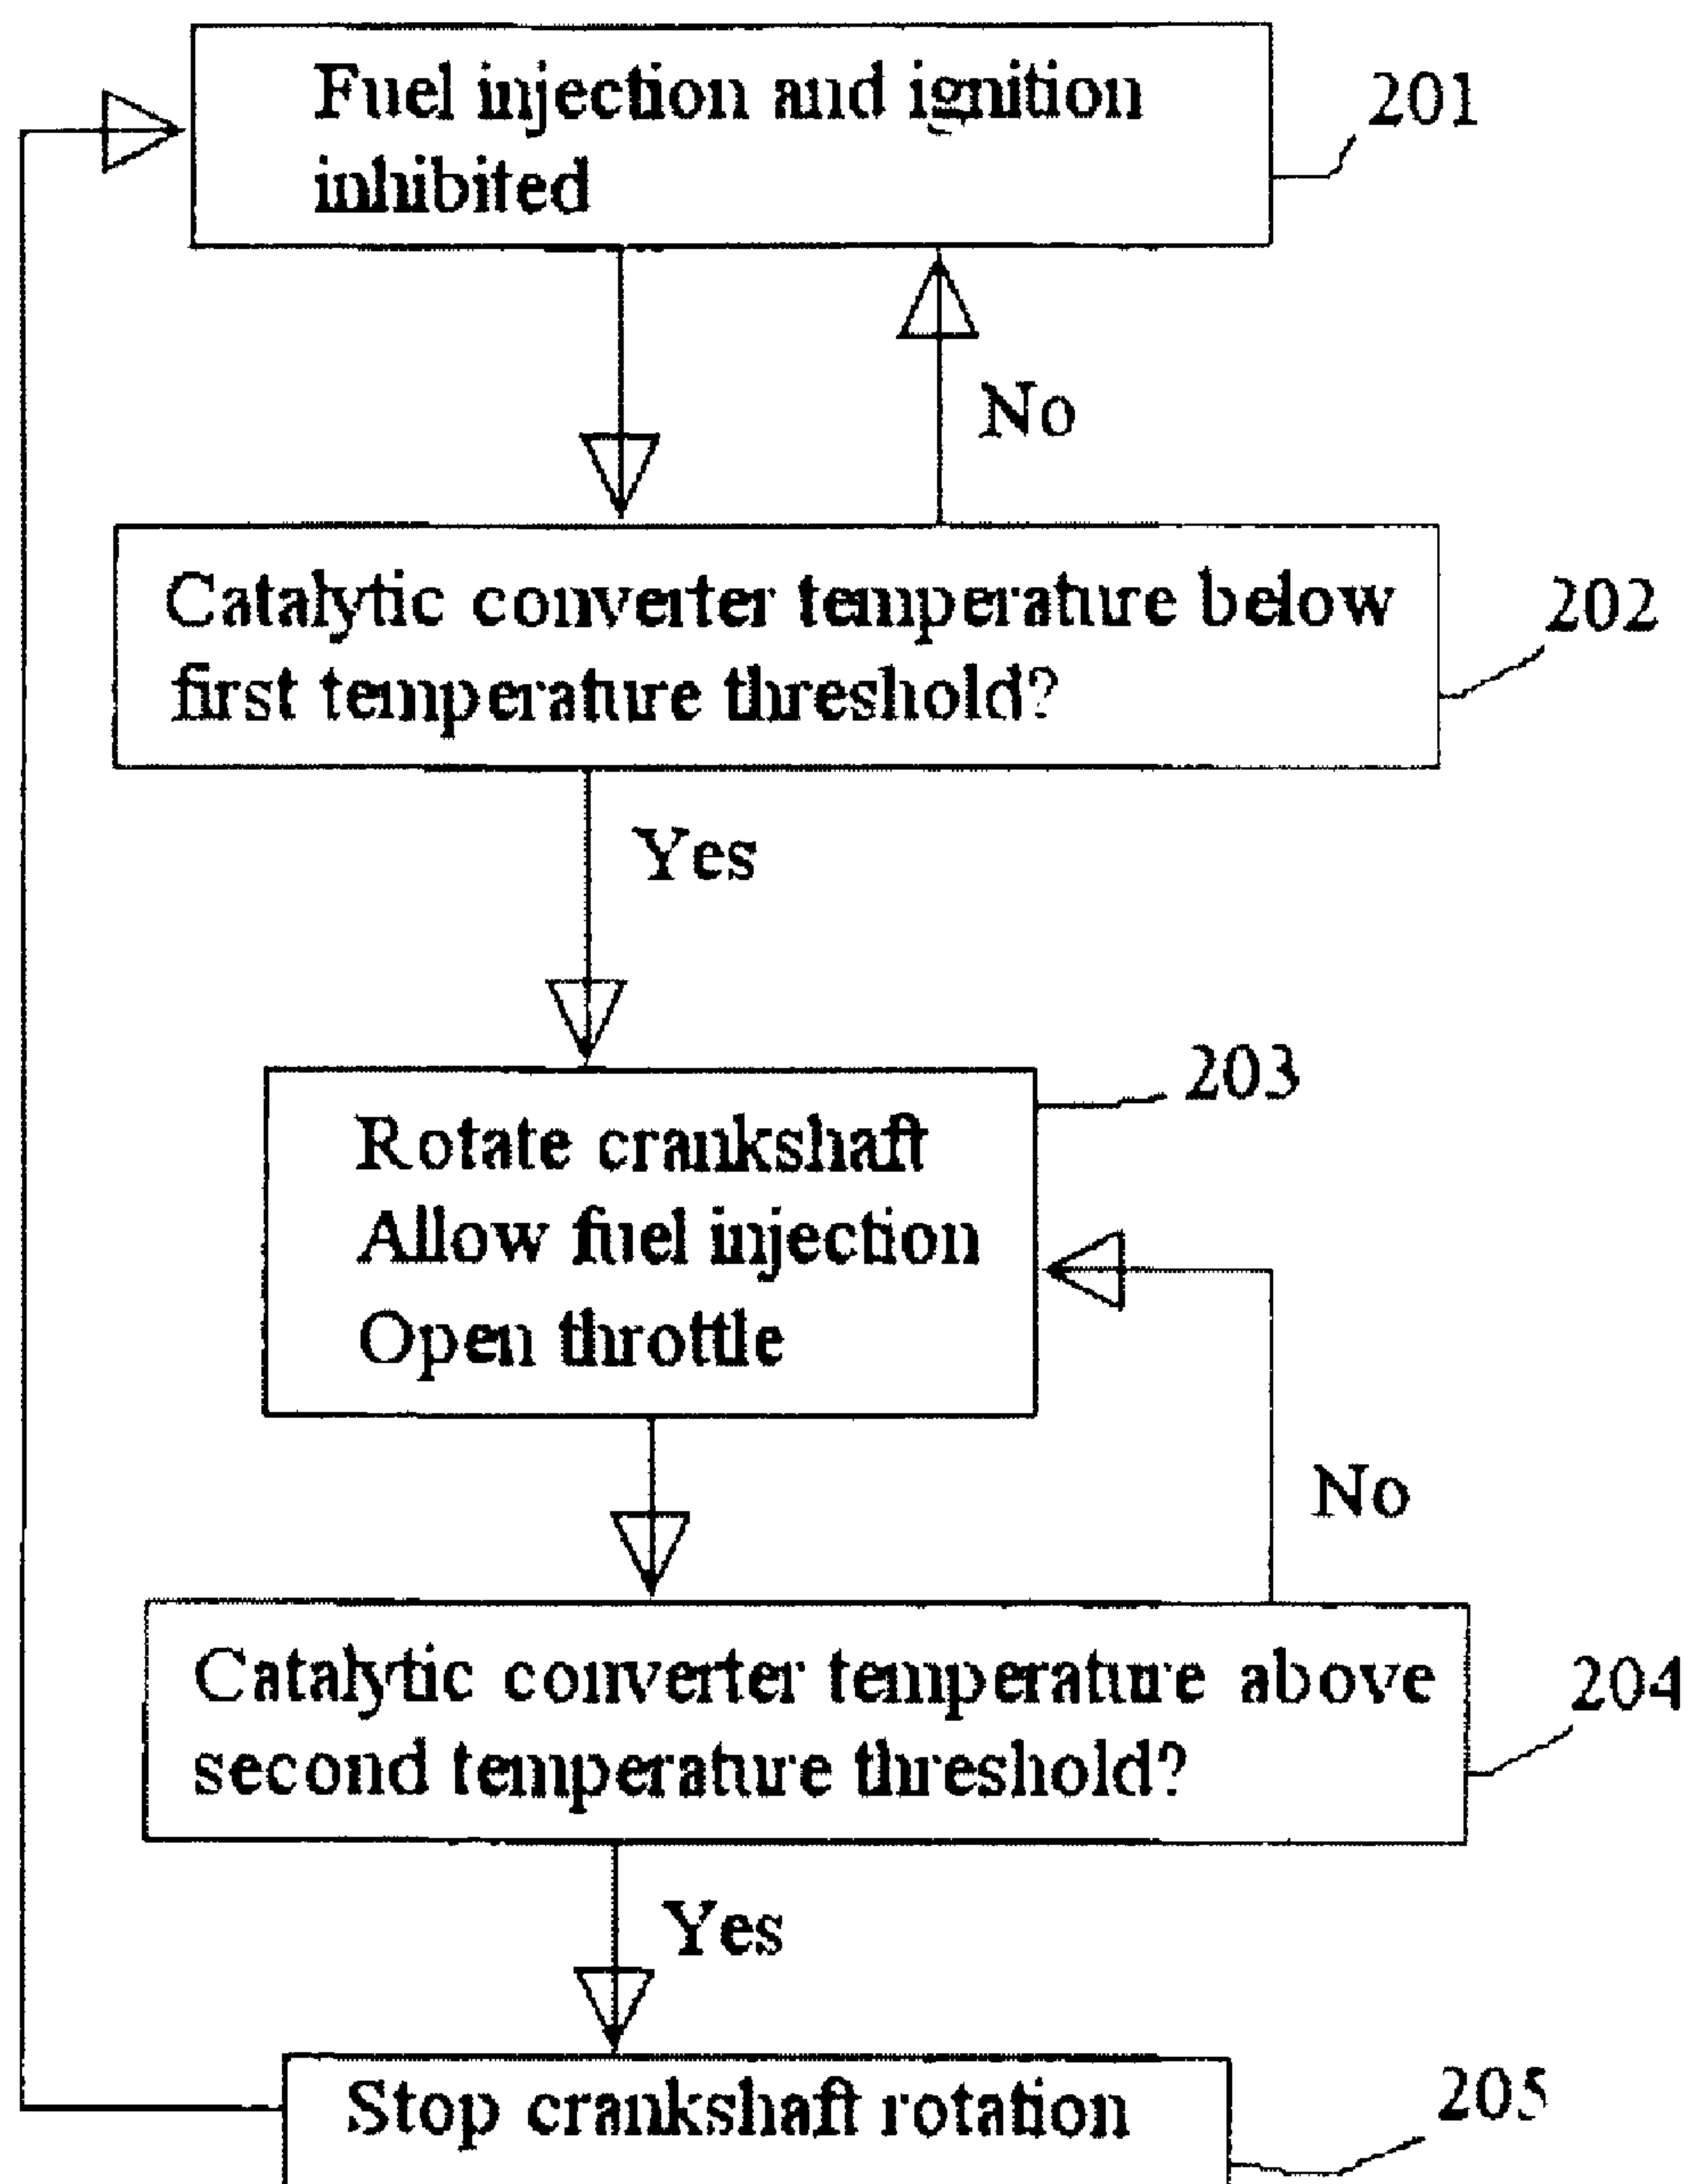 Fuel injection and ignition
inhibited
201
No
Catalytic converter temperature below
first temperature threshold?
202
Yes
203
Rotate crankshaft
Allow fuel injection
Open throttle
No
Catalytic converter temperature above
second temperature threshold?
204
Yes
Stop crankshaft rotation
205